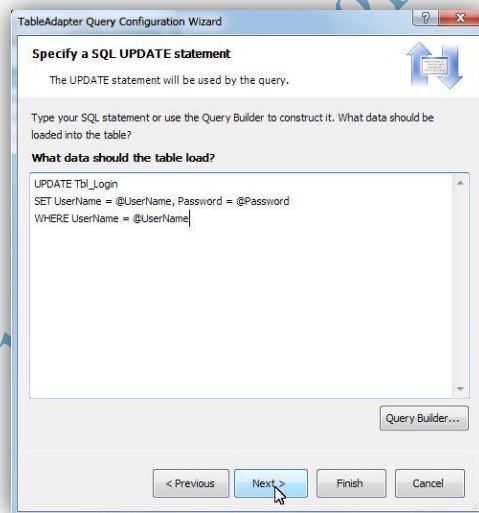 TableAdapter Query Configuration Wizard
Specify a SQL UPDATE statement
The UPDATE statement will be used by the query.
Type your SQL statement or use the Query Builder to construct it. What data should be
loaded into the table?
What data should the table load?
UPDATE Tbl_Login
SET UserName = @UserName, Password = @Password
WHERE UserName = @UserName
Query Builder...
< Previous
Next >
Finish
Cancel